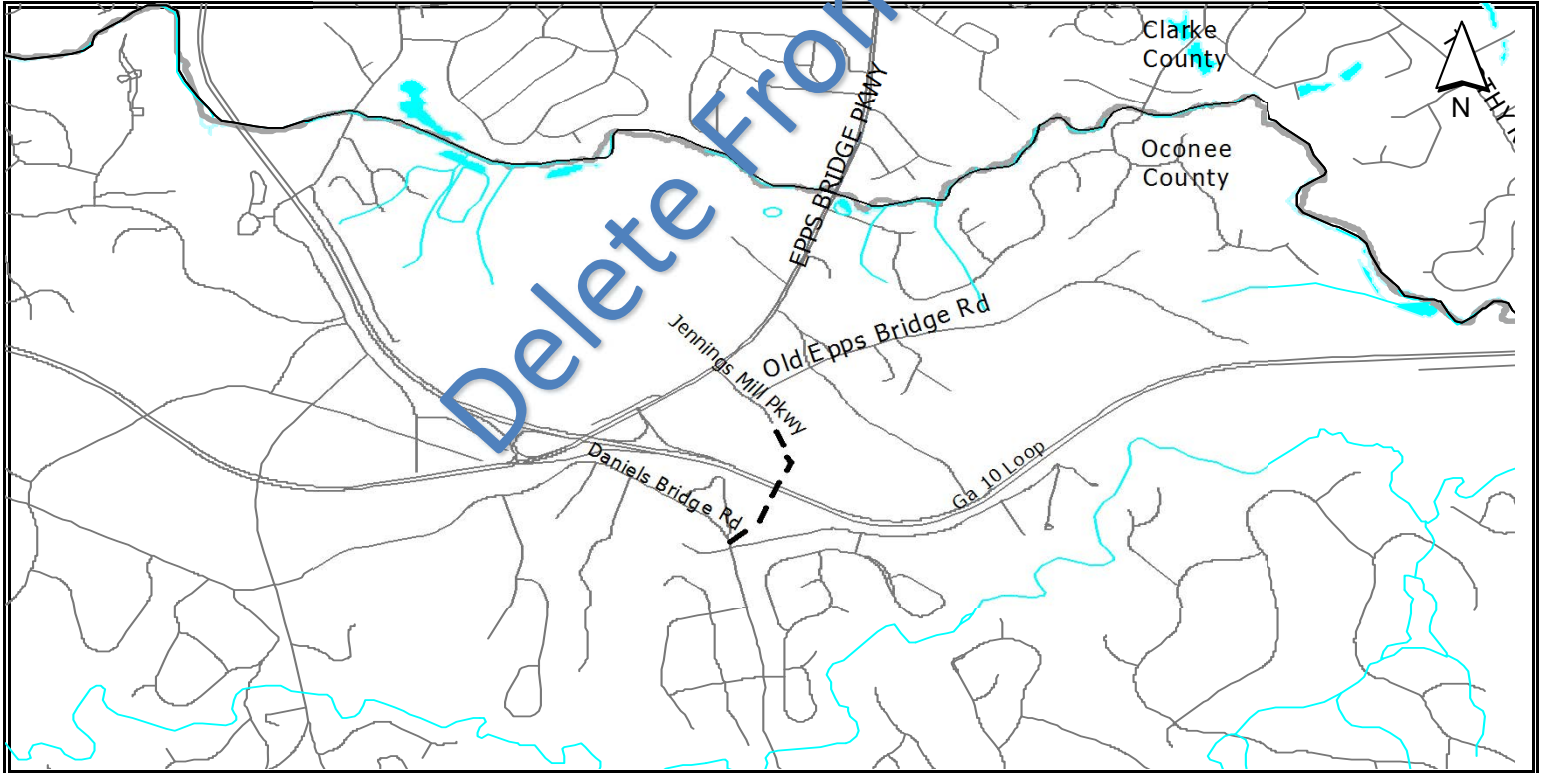 Clarke
County
N
Oconee
County
EPPS BRIDGE PKWY
Delete
Old Epps Bridge Rd
Jennings Mill Pkwy
Daniels Bridge Rd
Ga 10 Loop